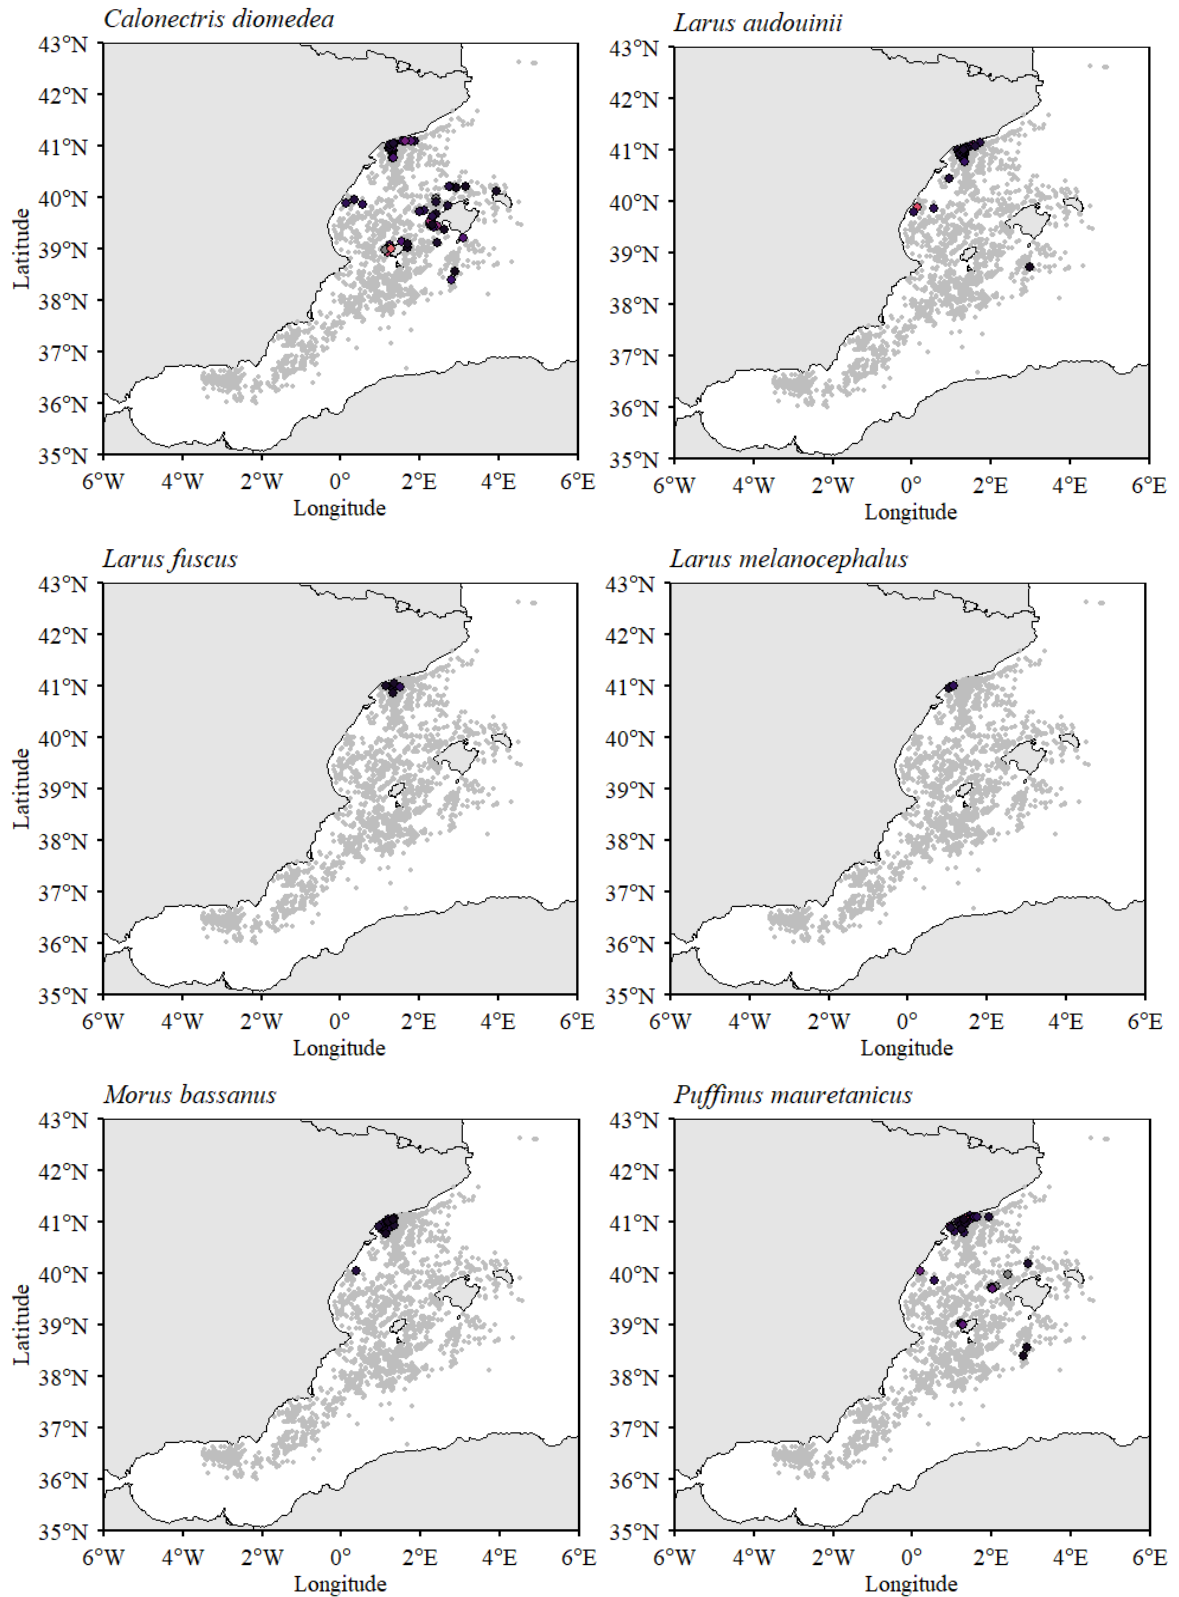 Calonectris diomedea
Larus audouinii
43°N
42°N
41°N
40°N
39°N
38°N
37°N
36°N
35°N
Latitude
6°W 4°W 2°W 0° 2°E 4°E 6°E
Longitude
43°N
42°N
41°N
40°N
39°N
38°N
37°N
36°N
35°N
6°W 4°W 2°W 0° 2°E 4°E 6°E
Longitude
Larus fuscus
Larus melanocephalus
43°N
42°N
41°N
40°N
39°N
38°N
37°N
36°N
35°N
Latitude
6°W 4°W 2°W 0° 2°E 4°E 6°E
Longitude
43°N
42°N
41°N
40°N
39°N
38°N
37°N
36°N
35°N
6°W 4°W 2°W 0° 2°E 4°E 6°E
Longitude
Morus bassanus
Puffinus mauretanicus
43°N
42°N
41°N
40°N
39°N
38°N
37°N
36°N
35°N
Latitude
6°W 4°W 2°W 0° 2°E 4°E 6°E
Longitude
43°N
42°N
41°N
40°N
39°N
38°N
37°N
36°N
35°N
6°W 4°W 2°W 0° 2°E 4°E 6°E
Longitude